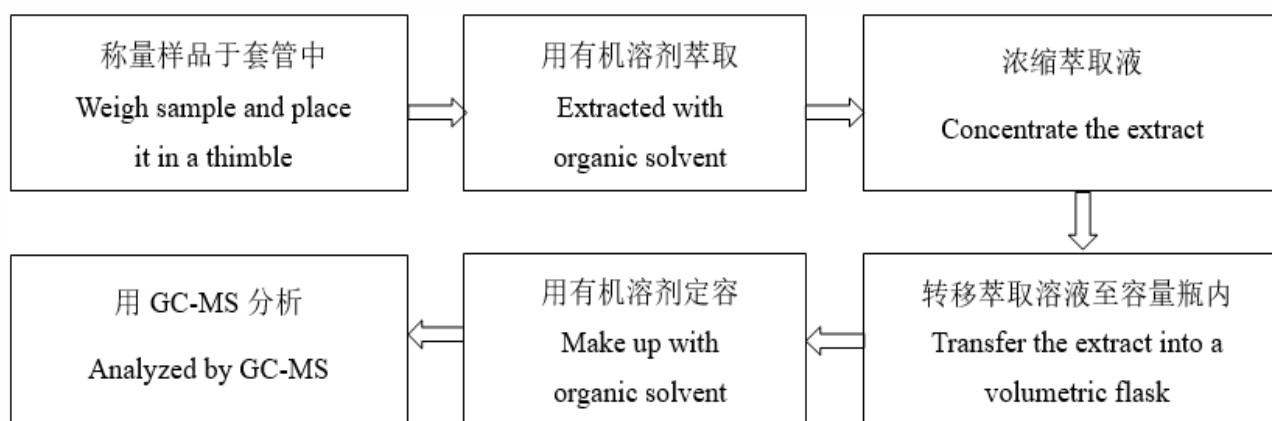 称量样品于套管中
Weigh sample and place
it in a thimble
用有机溶剂萃取
Extracted with
organic solvent
浓缩萃取液
Concentrate the extract
转移萃取溶液至容量瓶内
Transfer the extract into a
volumetric flask
用有机溶剂定容
Make up with
organic solvent
用 GC-MS 分析
Analyzed by GC-MS